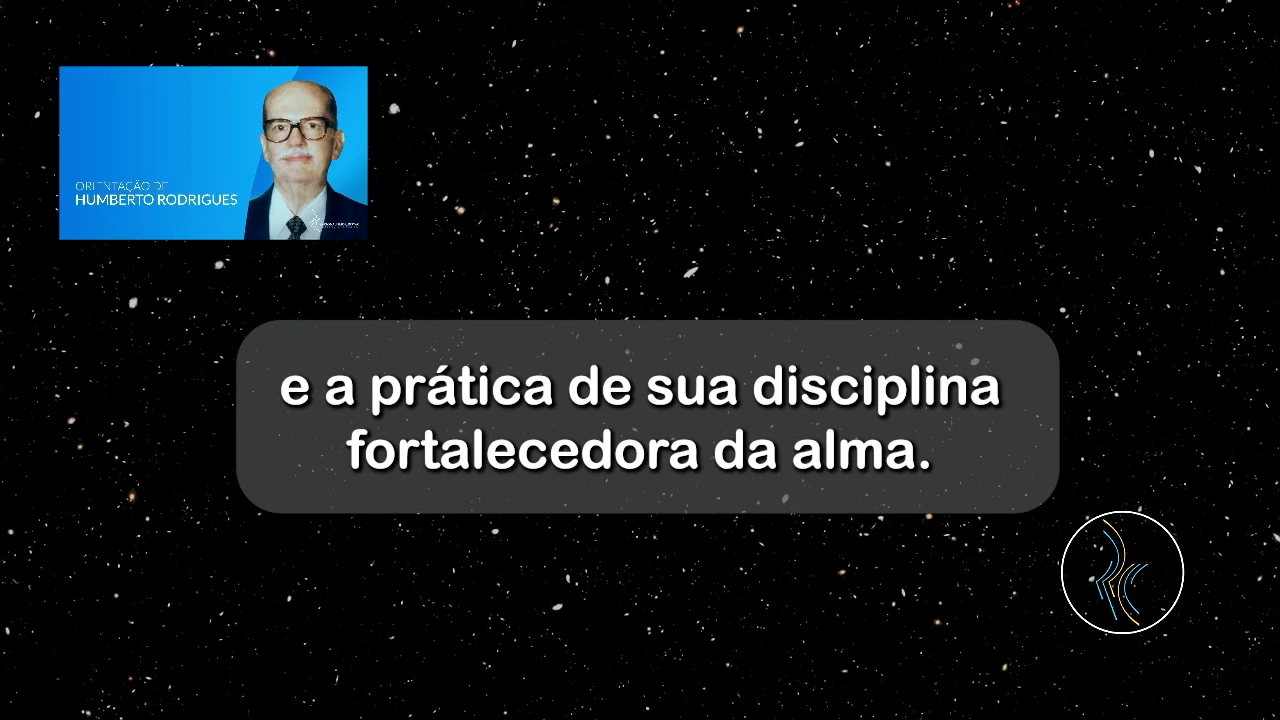 ORIENTAÇÃO DE
HUMBERTO RODRIGUES
e a prática de sua disciplina
fortalecedora da alma.